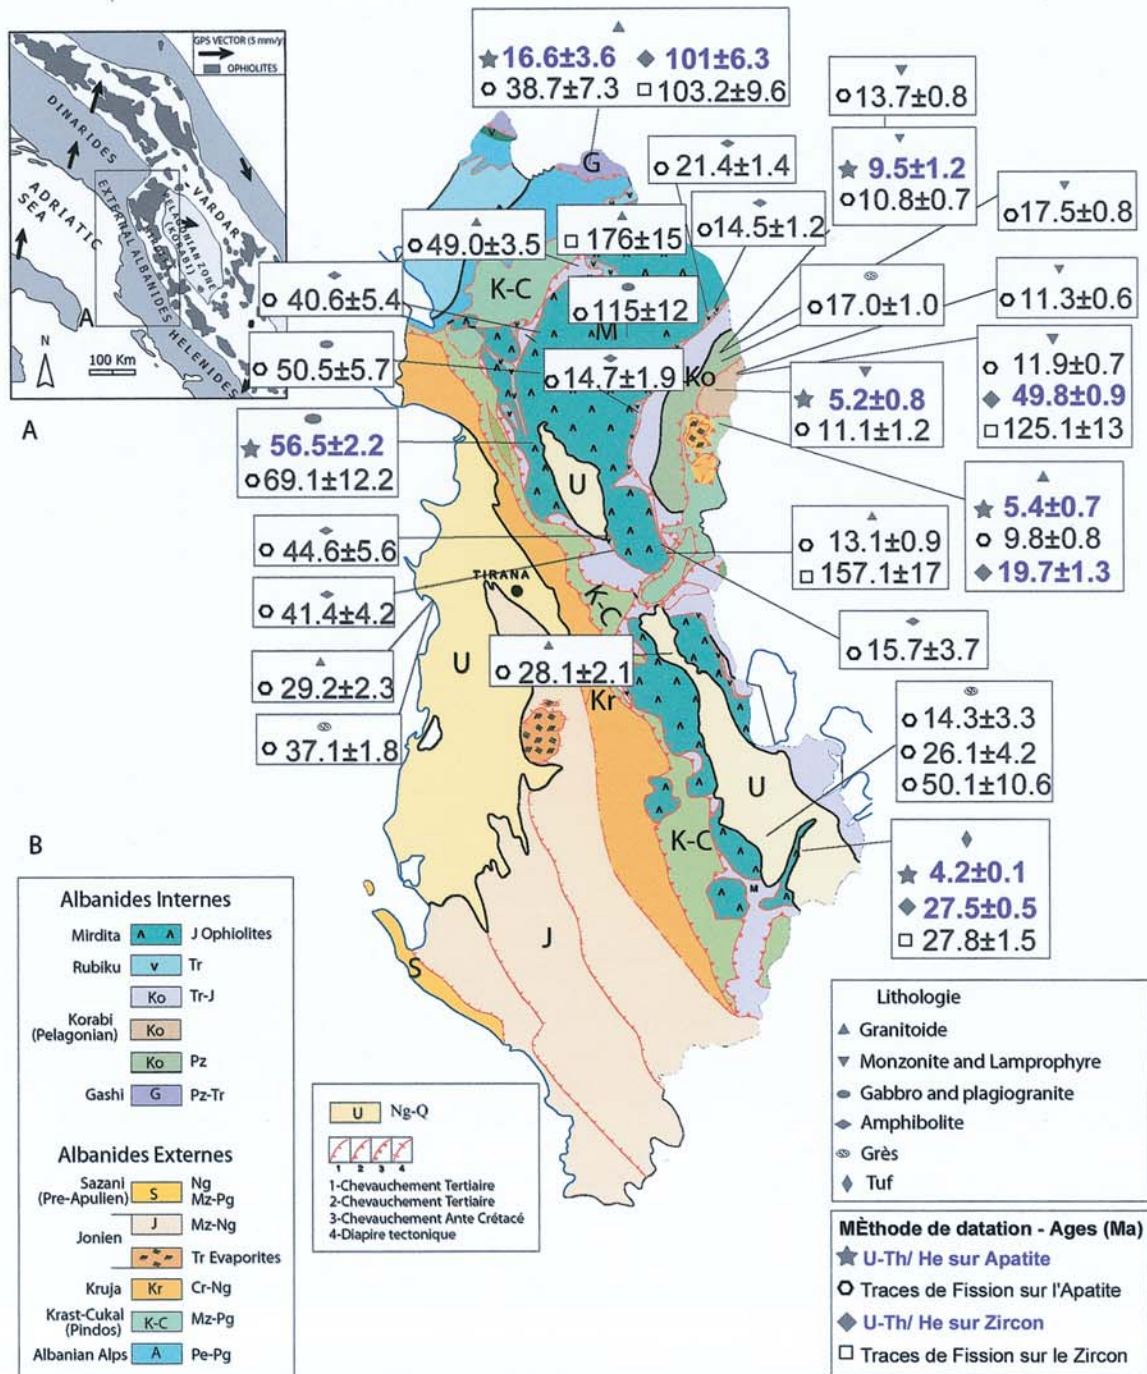 GPS VECTOR (5 mm/y)
OPHIOLITES
DINARIDES
ADRIATIC SEA
EXTERNAL ALBANIDES
HELENIDES
VARDAR
PELAGONIAN ZONE (KORABI)
A
N
100 Km
A
16.6±3.6 101±6.3
38.7±7.3 103.2±9.6
13.7±0.8
9.5±1.2
10.8±0.7
21.4±1.4
17.5±0.8
14.5±1.2
49.0±3.5
176±15
40.6±5.4
115±12
17.0±1.0
11.3±0.6
50.5±5.7
14.7±1.9
11.9±0.7
49.8±0.9
125.1±13
5.2±0.8
11.1±1.2
56.5±2.2
69.1±12.2
5.4±0.7
9.8±0.8
19.7±1.3
44.6±5.6
13.1±0.9
157.1±17
41.4±4.2
15.7±3.7
29.2±2.3
28.1±2.1
37.1±1.8
14.3±3.3
26.1±4.2
50.1±10.6
4.2±0.1
27.5±0.5
27.8±1.5
G
K-C
M
Ko
U
TIRANA
K-C
U
Kr
U
K-C
M
J
S
B
Albanides Internes
Mirdita J Ophiolites
Rubiku v Tr
Ko Tr-J
Korabi (Pelagonian) Ko
Ko Pz
Gashi G Pz-Tr
Albanides Externes
Sazani (Pre-Apulien) S Ng Mz-Pg
Jonien J Mz-Ng
Tr Evaporites
Kruja Kr Cr-Ng
Krast-Cukal (Pindos) K-C Mz-Pg
Albanian Alps A Pe-Pg
U Ng-Q
1 2 3 4
1-Chevauchement Tertiaire
2-Chevauchement Tertiaire
3-Chevauchement Ante Crétacé
4-Diapire tectonique
Lithologie
Granitoide
Monzonite and Lamprophyre
Gabbro and plagiogranite
Amphibolite
Grès
Tuf
MÈthode de datation - Ages (Ma)
U-Th/ He sur Apatite
Traces de Fission sur l'Apatite
U-Th/ He sur Zircon
Traces de Fission sur le Zircon